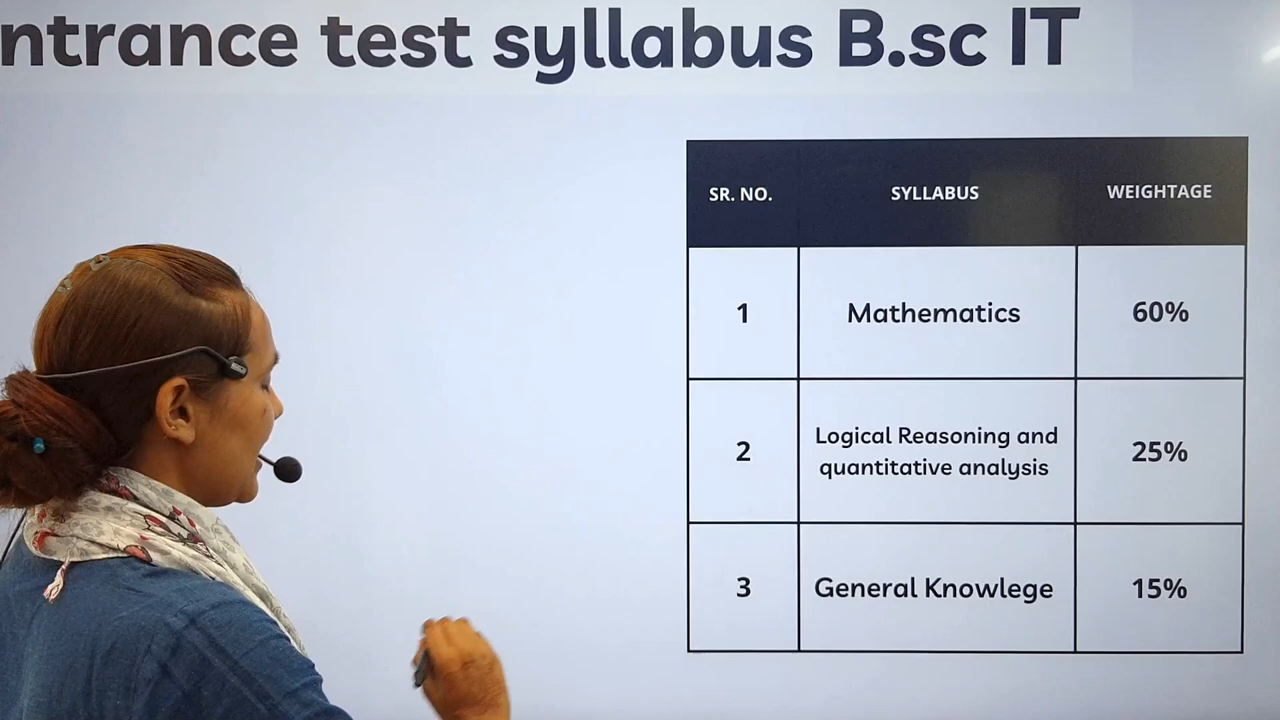 ntrance test syllabus B.sc IT
SR. NO. SYLLABUS WEIGHTAGE
1 Mathematics 60%
2 Logical Reasoning and quantitative analysis 25%
3 General Knowlege 15%